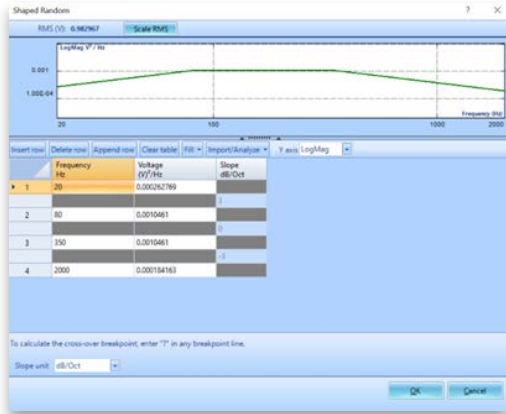 Shaped Random
? X
RMS (V): 0.982967 Scale RMS
LogMag V²/Hz
0.001
1.00E-04
Frequency (Hz)
20 100 1000 2000
Insert row Delete row Append row Clear table Fill Import/Analyze Y axis LogMag
Frequency Voltage Slope
Hz (V)²/Hz dB/Oct
1 20 0.000262769
3
2 80 0.0010461
0
3 350 0.0010461
-3
4 2000 0.000184163
To calculate the cross-over breakpoint, enter "?" in any breakpoint line.
Slope unit dB/Oct
OK Cancel